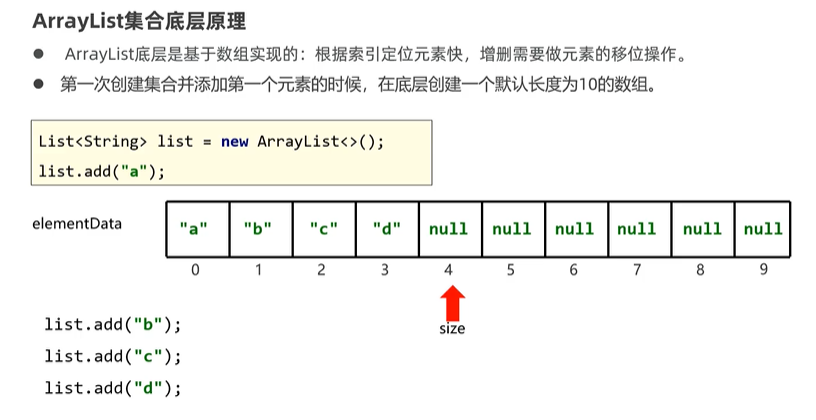 ArrayList集合底层原理
● ArrayList底层是基于数组实现的：根据索引定位元素快，增删需要做元素的移位操作。
● 第一次创建集合并添加第一个元素的时候，在底层创建一个默认长度为10的数组。
List<String> list = new ArrayList<>();
list.add("a");
elementData "a" "b" "c" "d" null null null null null null
0 1 2 3 4 5 6 7 8 9
size
list.add("b");
list.add("c");
list.add("d");